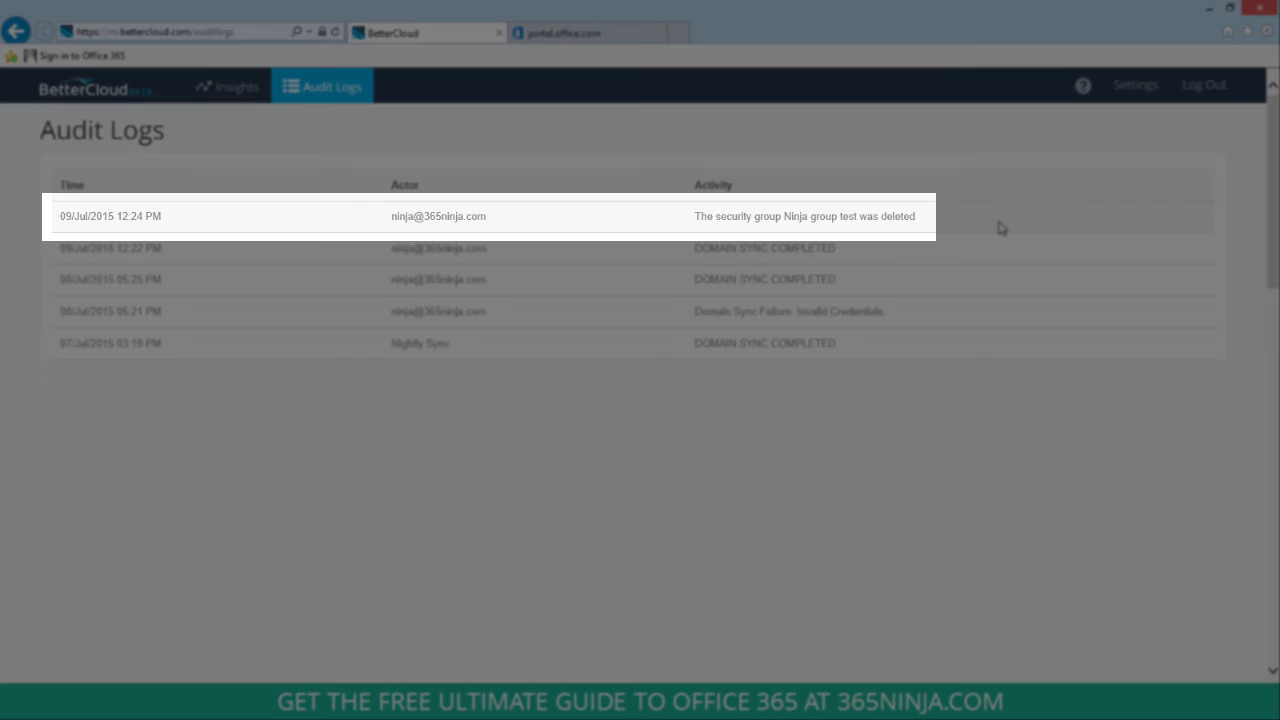 https://m.bettercloud.com/auditlogs
BetterCloud
portal.office.com
Sign in to Office 365
BetterCloud BETA
Insights
Audit Logs
Settings
Log Out
Audit Logs
Time Actor Activity
09/Jul/2015 12:24 PM ninja@365ninja.com The security group Ninja group test was deleted
09/Jul/2015 12:22 PM ninja@365ninja.com DOMAIN SYNC COMPLETED
08/Jul/2015 05:25 PM ninja@365ninja.com DOMAIN SYNC COMPLETED
08/Jul/2015 05:21 PM ninja@365ninja.com Domain Sync Failure. Invalid Credentials.
07/Jul/2015 03:19 PM Nightly Sync DOMAIN SYNC COMPLETED
GET THE FREE ULTIMATE GUIDE TO OFFICE 365 AT 365NINJA.COM